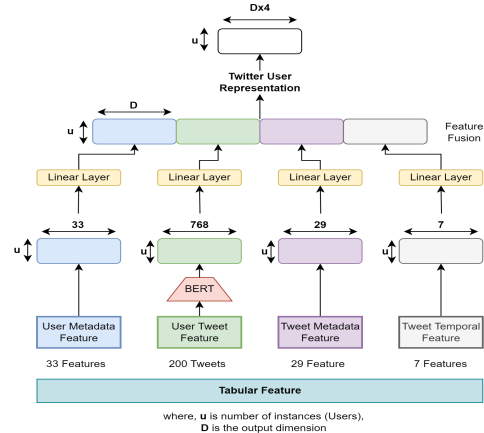 Dx4
u
Twitter User
Representation
D
u
Feature
Fusion
Linear Layer
Linear Layer
Linear Layer
Linear Layer
33
768
29
7
u
u
u
u
BERT
User Metadata
Feature
User Tweet
Feature
Tweet Metadata
Feature
Tweet Temporal
Feature
33 Features
200 Tweets
29 Feature
7 Features
Tabular Feature
where, u is number of instances (Users),
D is the output dimension